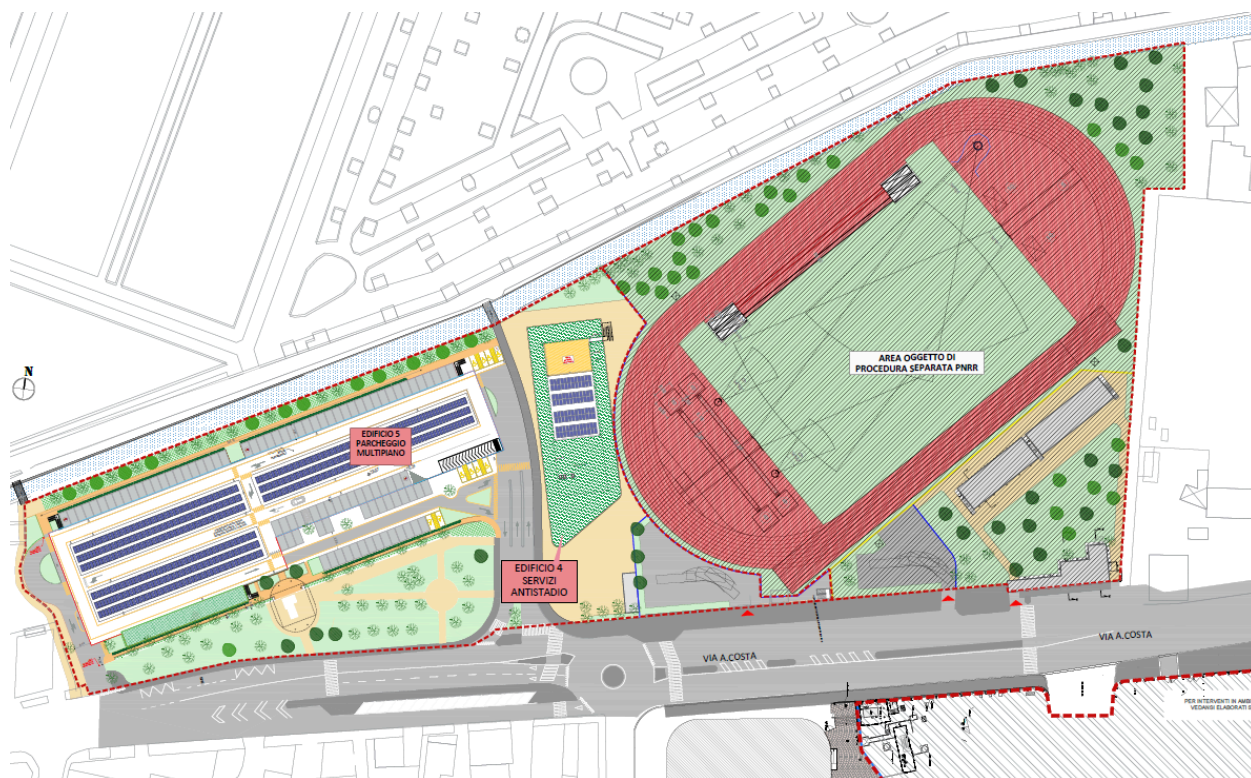 N
AREA OGGETTO DI
PROCEDURA SEPARATA PNRR
EDIFICIO 5
PARCHEGGIO
MULTIPIANO
EDIFICIO 4
SERVIZI
ANTISTADIO
VIA A.COSTA
VIA A.COSTA
PER INTERVENTI IN AMBI
VEDANSI ELABORATI S